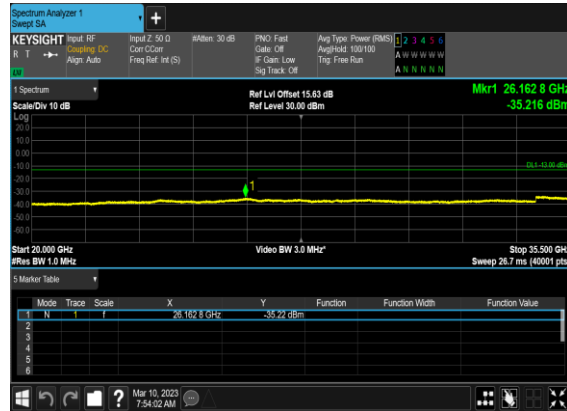 Spectrum Analyzer 1
Swept SA
+
KEYSIGHT Input: RF Input Z: 50 Ω #Atten: 30 dB PNO: Fast Avg Type: Power (RMS) 1 2 3 4 5 6
R T Coupling: DC Corr CCorr Gate: Off Avg|Hold: 100/100 A W W W W W
Align: Auto Freq Ref: Int (S) IF Gain: Low Trig: Free Run A N N N N N
Sig Track: Off
1 Spectrum Ref Lvl Offset 15.63 dB Mkr1 26.162 8 GHz
Scale/Div 10 dB Ref Level 30.00 dBm -35.216 dBm
Log
20.0
10.0
0.00
-10.0 DL1 -13.00 dBm
-20.0
-30.0 1
-40.0
-50.0
-60.0
Start 20.000 GHz Video BW 3.0 MHz* Stop 35.500 GHz
#Res BW 1.0 MHz Sweep 26.7 ms (40001 pts)
5 Marker Table
Mode Trace Scale X Y Function Function Width Function Value
1 N 1 f 26.162 8 GHz -35.22 dBm
2
3
4
5
6
? Mar 10, 2023
7:54:02 AM